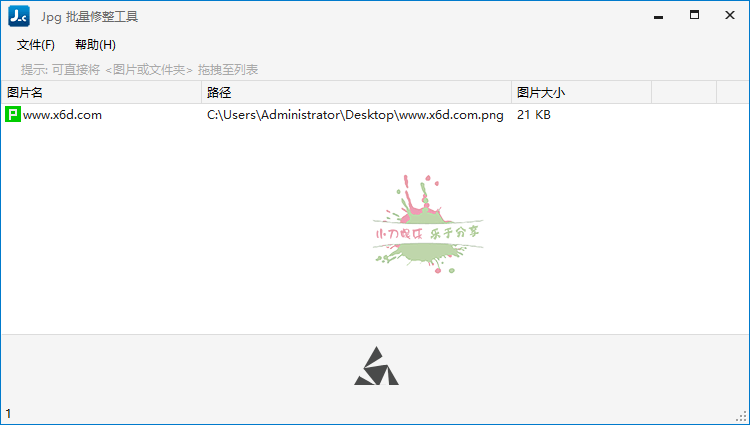 J.c Jpg 批量修整工具
文件(F) 帮助(H)
提示: 可直接将 <图片或文件夹> 拖拽至列表
图片名 路径 图片大小
P www.x6d.com C:\Users\Administrator\Desktop\www.x6d.com.png 21 KB
小刀娱乐 乐于分享
1